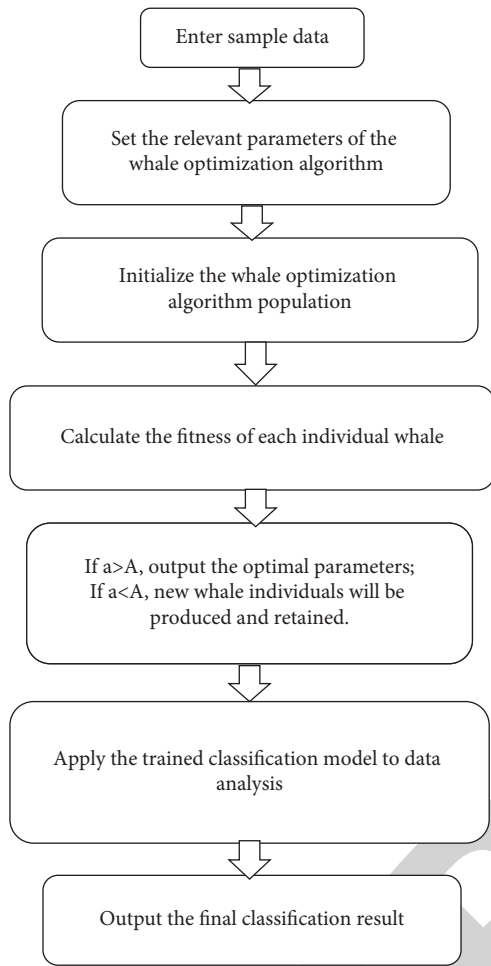 Enter sample data
Set the relevant parameters of the
whale optimization algorithm
Initialize the whale optimization
algorithm population
Calculate the fitness of each individual whale
If a>A, output the optimal parameters;
If a<A, new whale individuals will be
produced and retained.
Apply the trained classification model to data
analysis
Output the final classification result